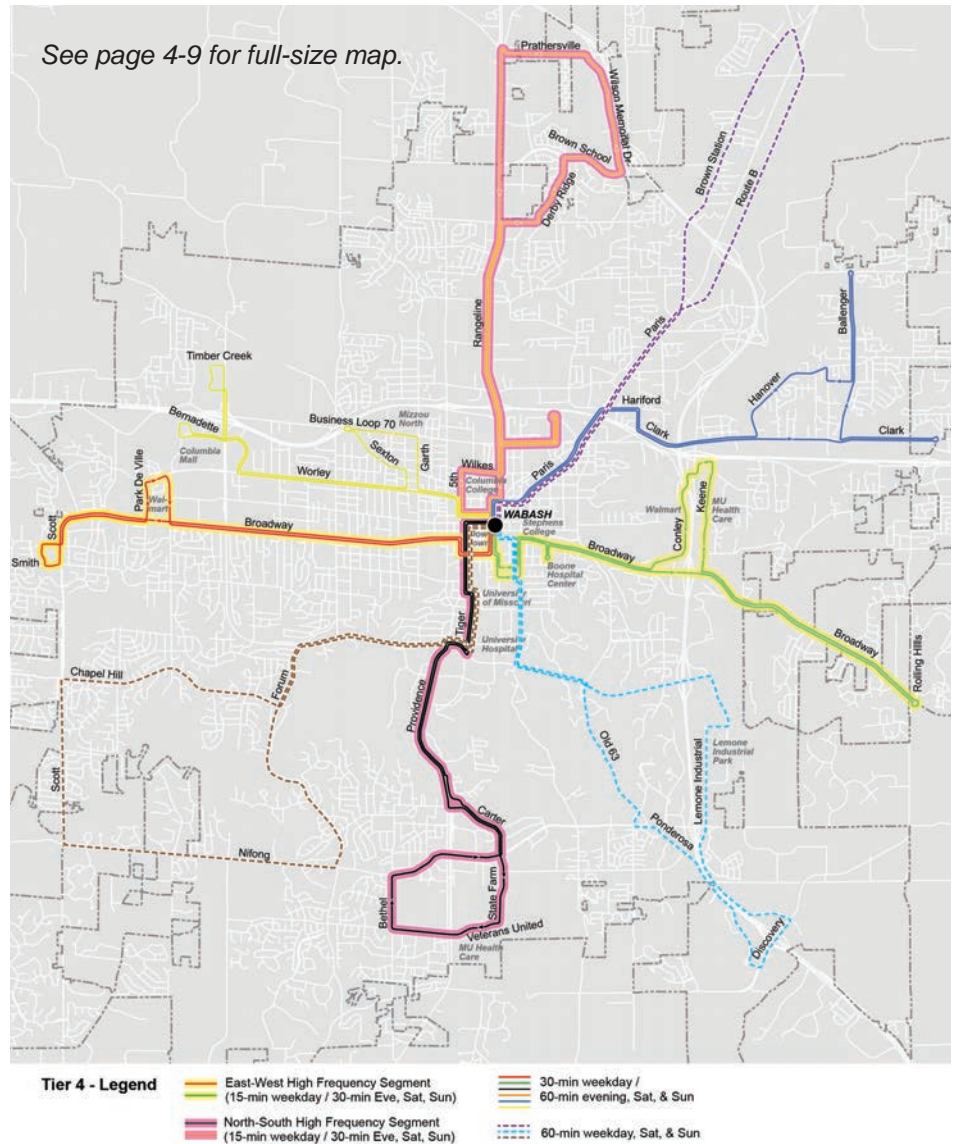 See page 4-9 for full-size map.
Prathersville
Wilson Memorial Dr
Brown School
Derby Ridge
Brown Station
Route B
Rangeline
Paris
Ballenger
Hanover
Timber Creek
Hariford
Clark
Clark
Bernadette
Columbia
Mall
Business Loop 70
Mizzou
North
Sexton
Garth
Worley
5th
Wilkes
Columbia
College
Paris
Park De Ville
Wal-
mart
Scott
Smith
Broadway
WABASH
Stephens
College
Walmart
Conley
Keene
MU
Health
Care
Broadway
Boone
Hospital
Center
University
of Missouri
Tiger
University
Hospital
Broadway
Rolling Hills
Chapel Hill
Forum
Providence
Scott
Old 63
Lemone Industrial
Lemone
Industrial
Park
Nifong
Carter
Ponderosa
Bethel
State Farm
Veterans United
MU Health
Care
Discovery
Tier 4 - Legend
East-West High Frequency Segment
(15-min weekday / 30-min Eve, Sat, Sun)
North-South High Frequency Segment
(15-min weekday / 30-min Eve, Sat, Sun)
30-min weekday /
60-min evening, Sat, & Sun
60-min weekday, Sat, & Sun